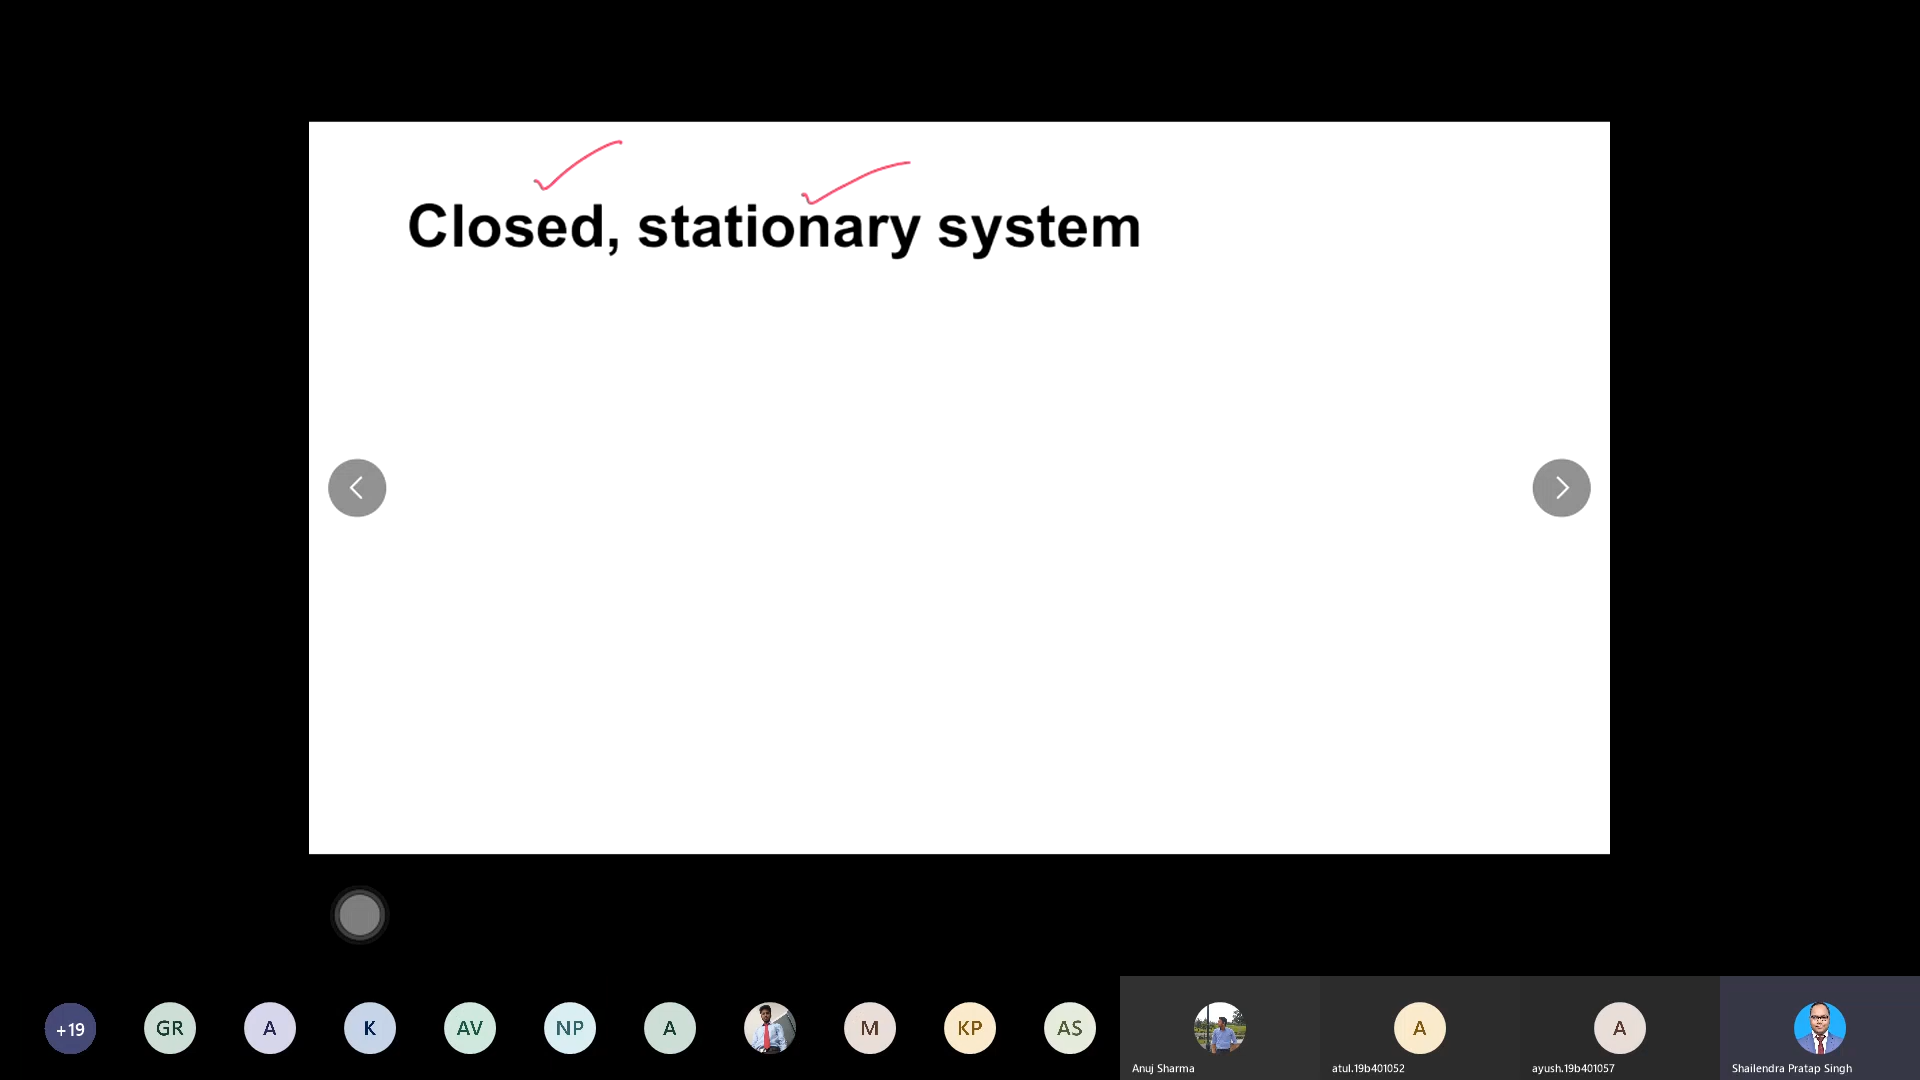 Closed, stationary system
+19
GR
A
K
AV
NP
A
M
KP
AS
A
A
Anuj Sharma
atul.19b401052
ayush.19b401057
Shailendra Pratap Singh